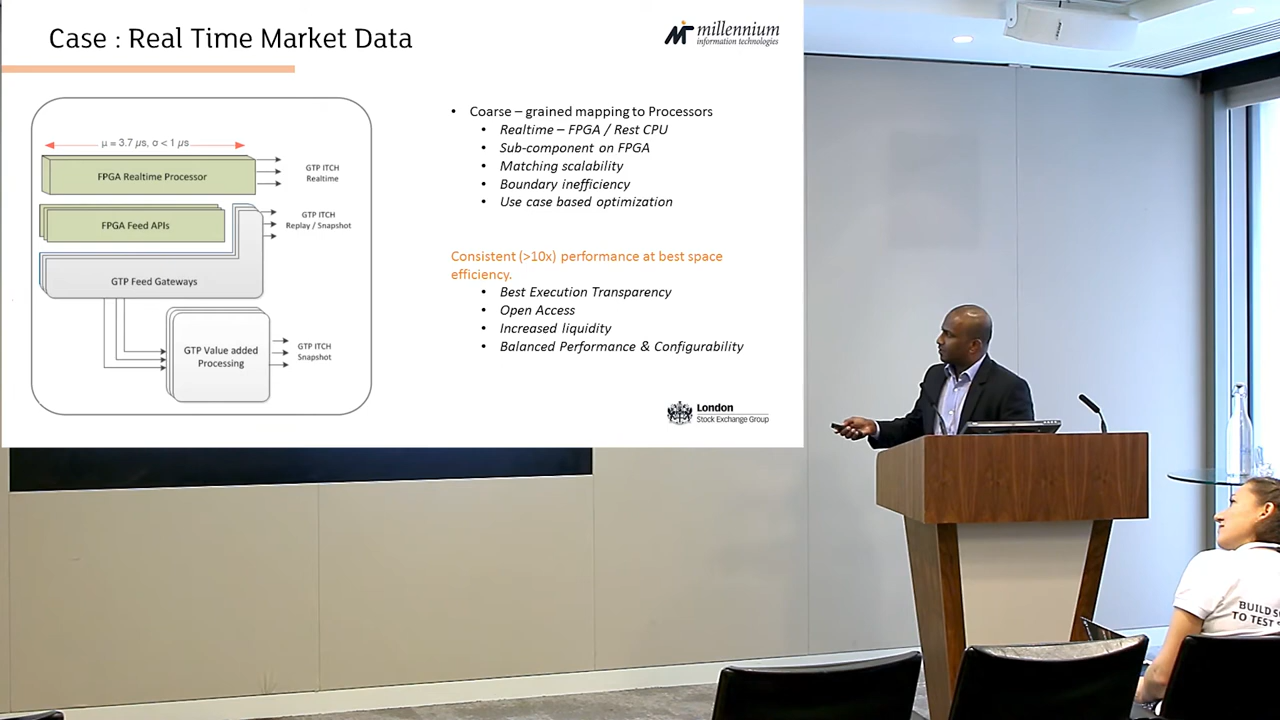 Case : Real Time Market Data
millennium
information technologies
μ = 3.7 µs, σ < 1 µs
FPGA Realtime Processor
GTP ITCH
Realtime
FPGA Feed APIs
GTP ITCH
Replay / Snapshot
GTP Feed Gateways
GTP Value added
Processing
GTP ITCH
Snapshot
• Coarse – grained mapping to Processors
• Realtime – FPGA / Rest CPU
• Sub-component on FPGA
• Matching scalability
• Boundary inefficiency
• Use case based optimization
Consistent (>10x) performance at best space
efficiency.
• Best Execution Transparency
• Open Access
• Increased liquidity
• Balanced Performance & Configurability
London
Stock Exchange Group
BUILD
TO TEST